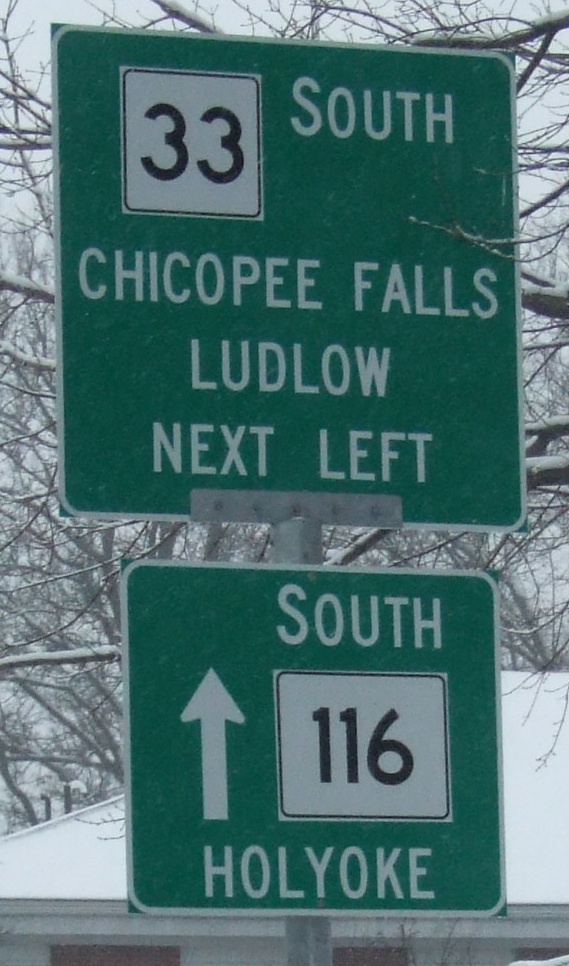 33 SOUTH
CHICOPEE FALLS
LUDLOW
NEXT LEFT
SOUTH
116
HOLYOKE